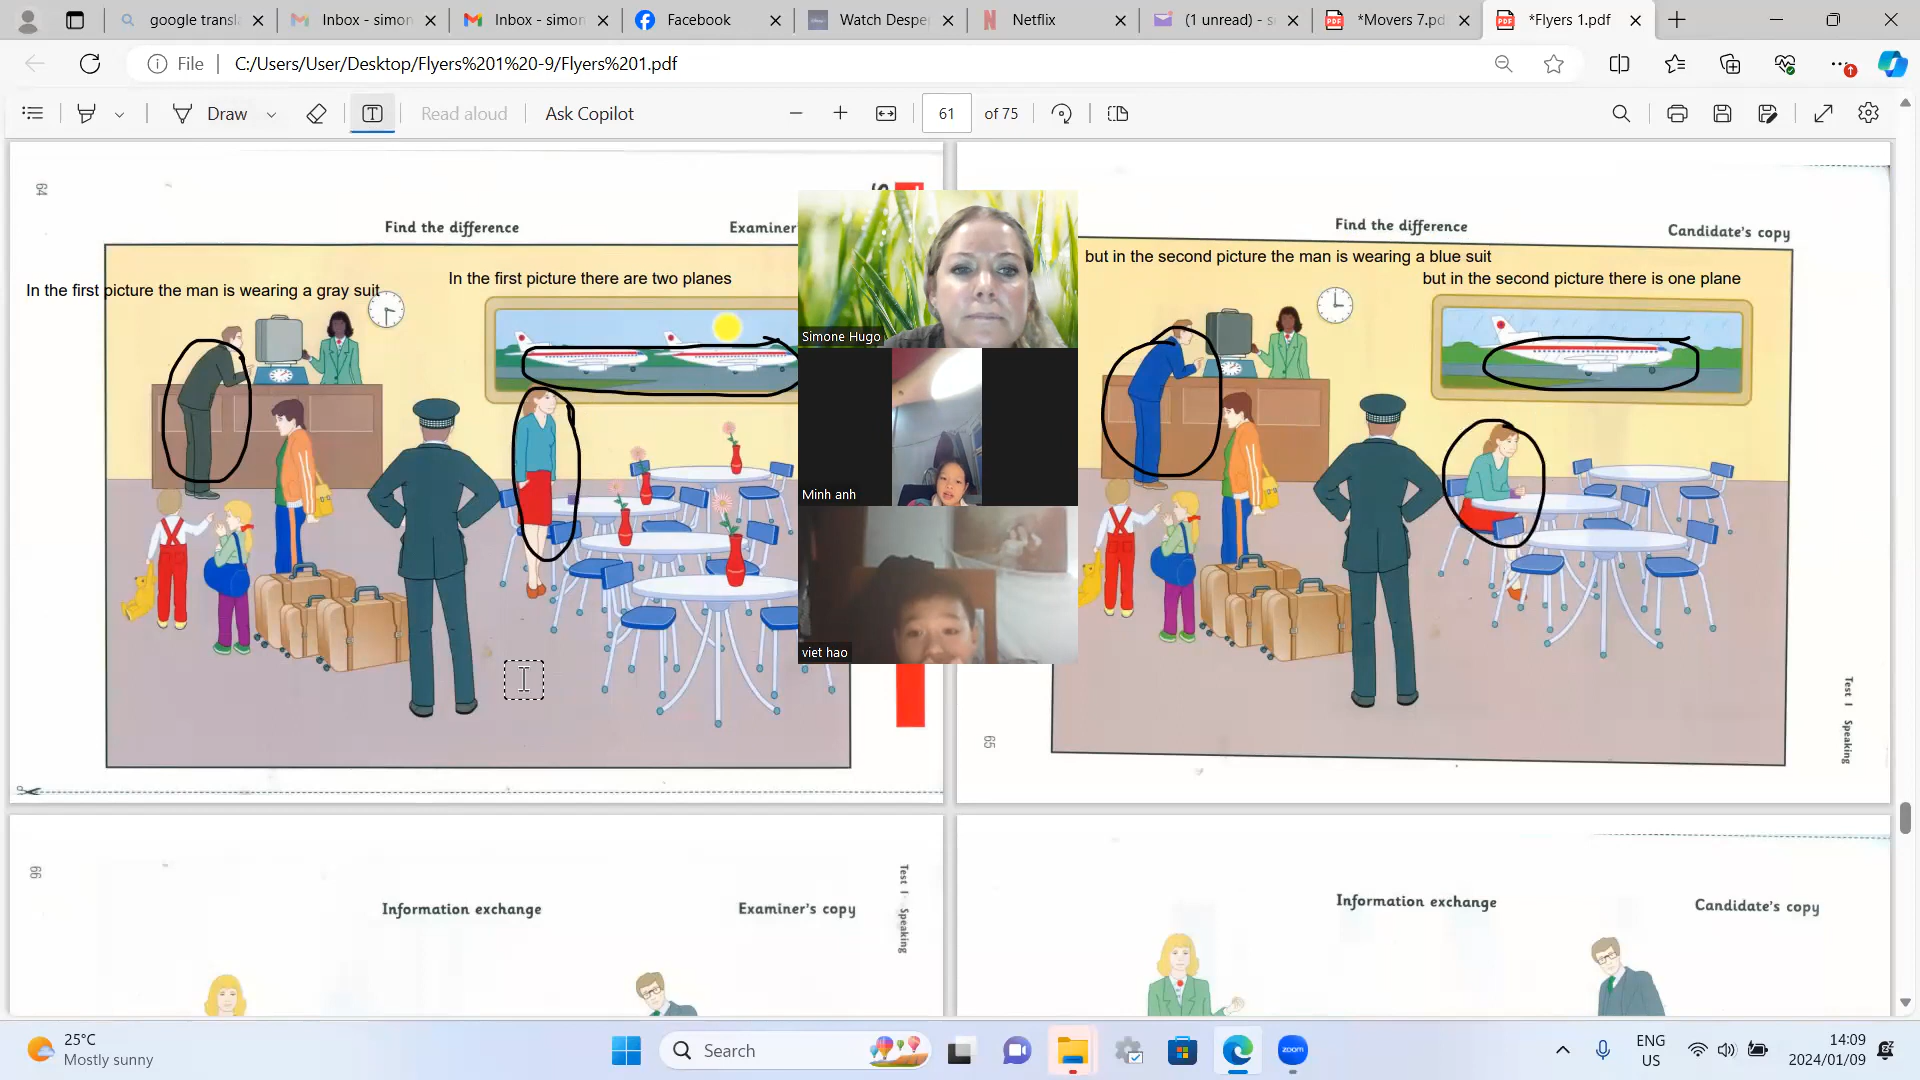 google transl
Inbox - simon
Inbox - simon
Facebook
Watch Despe
Netflix
(1 unread) - s
*Movers 7.pd
*Flyers 1.pdf
File
C:/Users/User/Desktop/Flyers%201%20-9/Flyers%201.pdf
Draw
Read aloud
Ask Copilot
61
of 75
64
Find the difference
Examiner'
In the first picture the man is wearing a gray suit
In the first picture there are two planes
Simone Hugo
Minh anh
viet hao
Find the difference
Candidate's copy
but in the second picture the man is wearing a blue suit
but in the second picture there is one plane
65
Test 1 Speaking
66
Information exchange
Examiner's copy
Test 1 Speaking
Information exchange
Candidate's copy
25°C
Mostly sunny
Search
zoom
ENG
US
14:09
2024/01/09